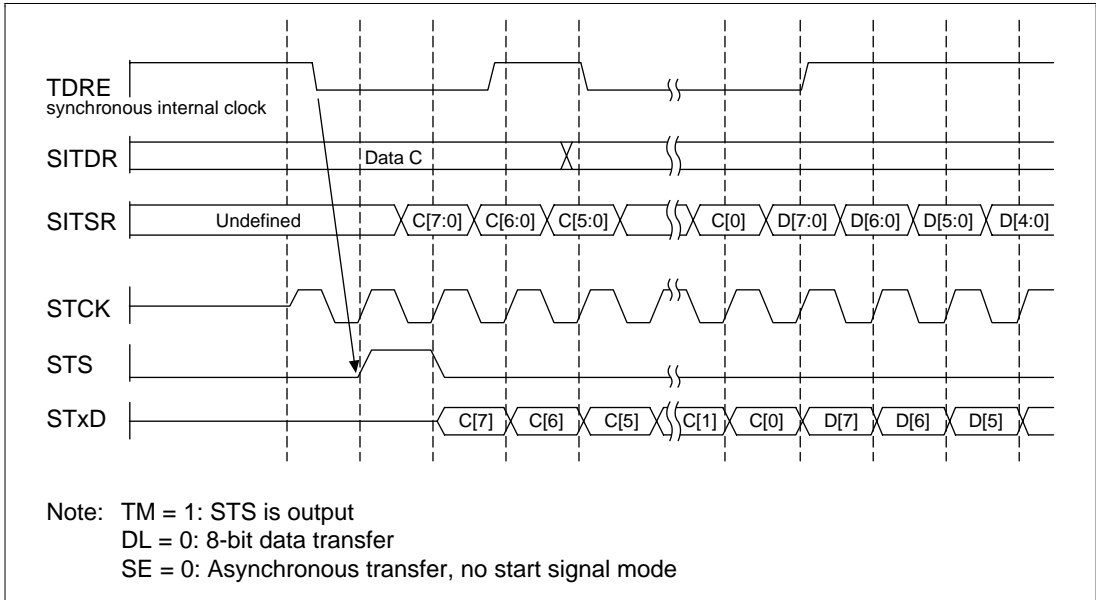 TDRE
synchronous internal clock
SITDR
Data C
SITSR
Undefined C[7:0] C[6:0] C[5:0] C[0] D[7:0] D[6:0] D[5:0] D[4:0]
STCK
STS
STxD
C[7] C[6] C[5] C[1] C[0] D[7] D[6] D[5]
Note: TM = 1: STS is output
DL = 0: 8-bit data transfer
SE = 0: Asynchronous transfer, no start signal mode